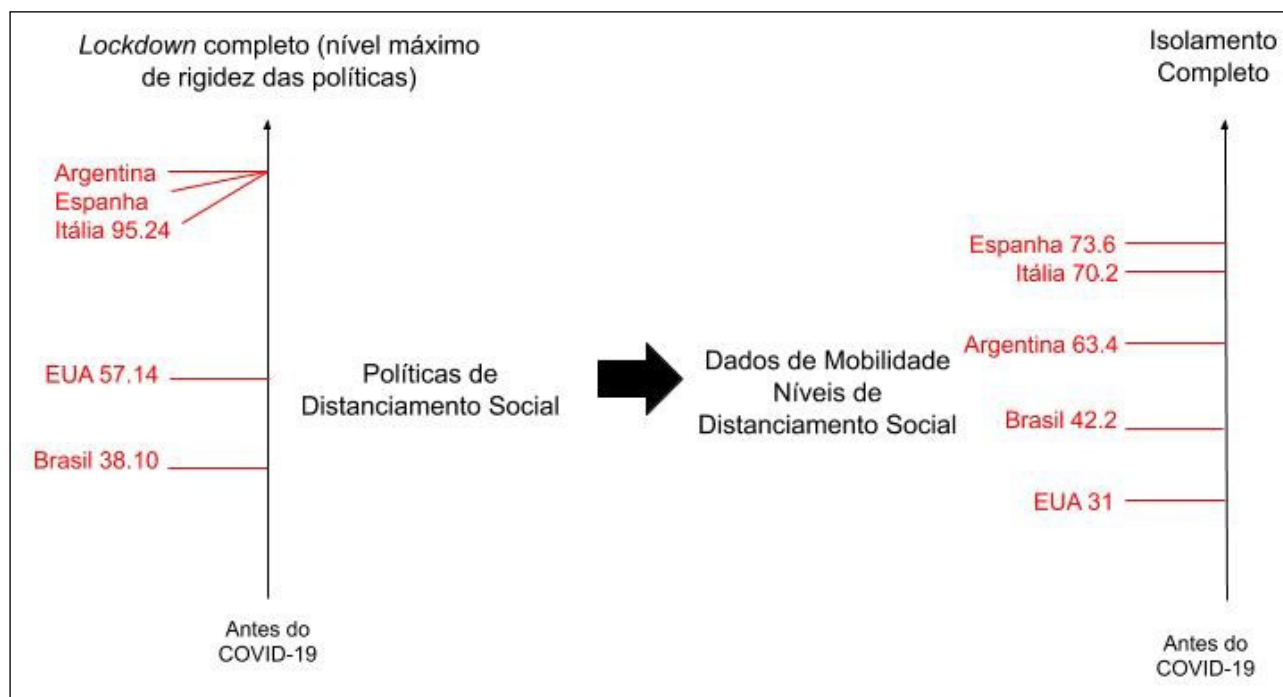 Lockdown completo (nível máximo
de rigidez das políticas)
Argentina
Espanha
Itália 95.24
EUA 57.14
Brasil 38.10
Antes do
COVID-19
Políticas de
Distanciamento Social
Dados de Mobilidade
Níveis de
Distanciamento Social
Isolamento
Completo
Espanha 73.6
Itália 70.2
Argentina 63.4
Brasil 42.2
EUA 31
Antes do
COVID-19